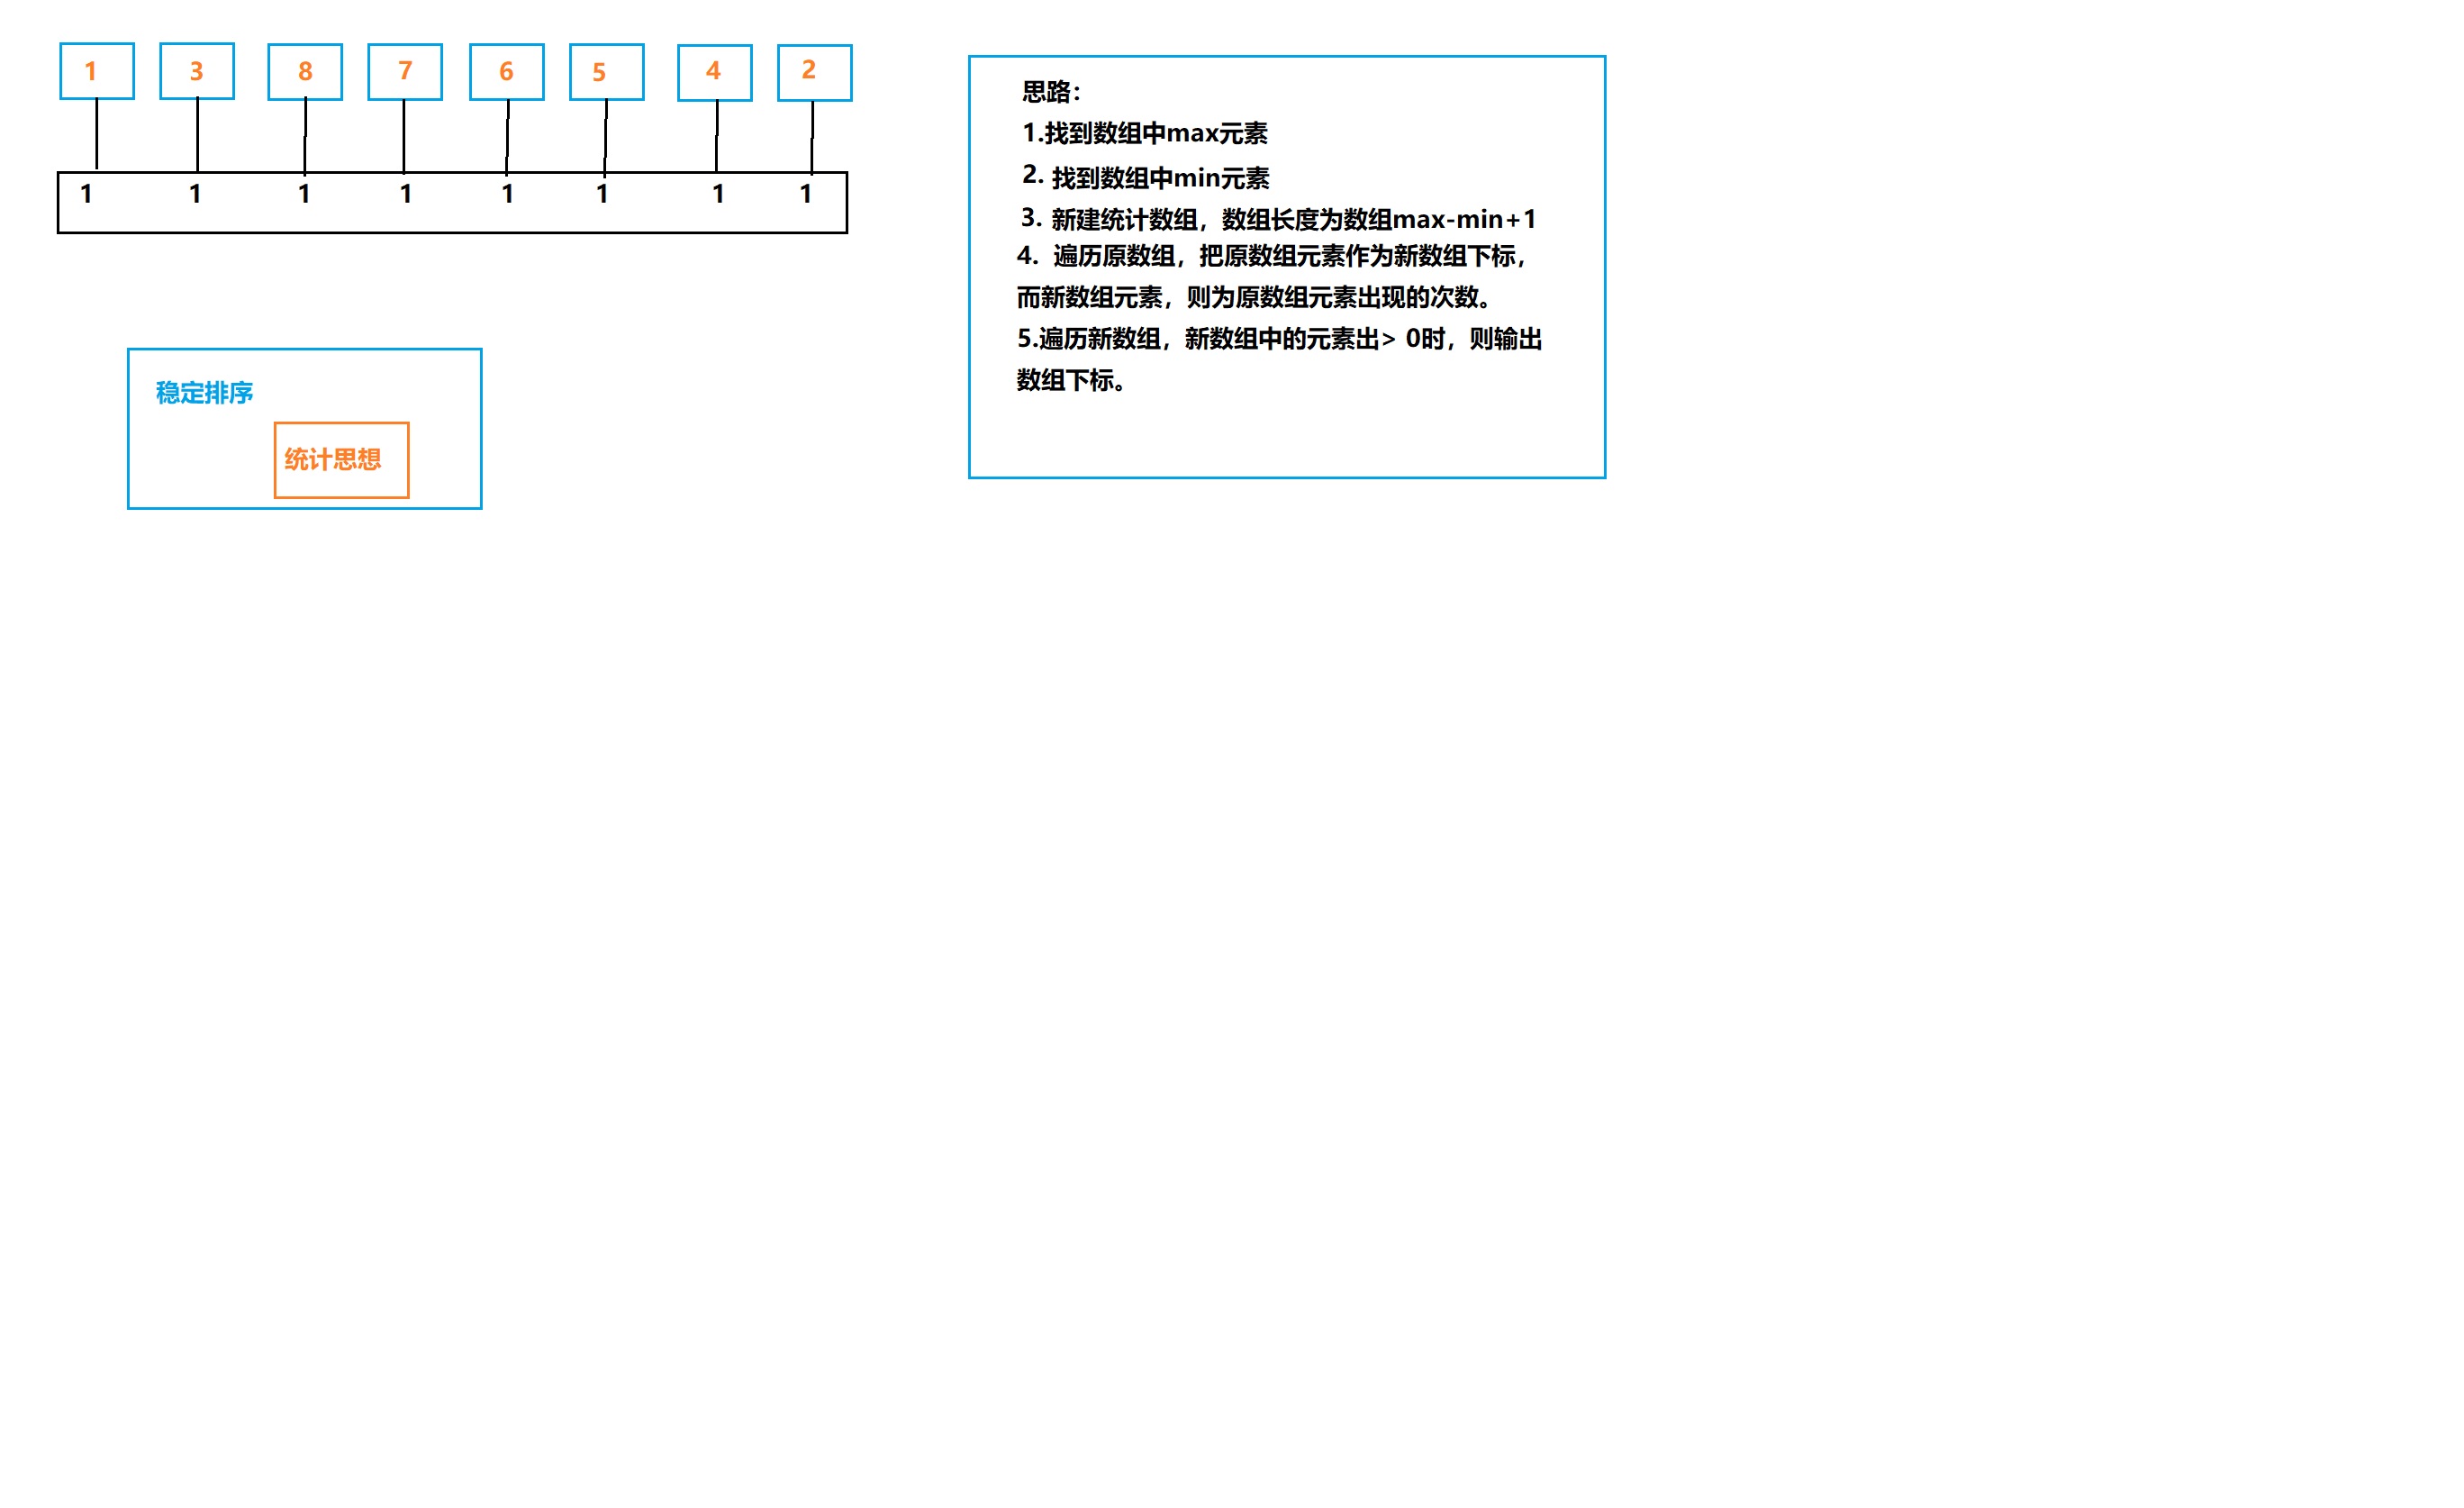 1 3 8 7 6 5 4 2
1 1 1 1 1 1 1 1
稳定排序
统计思想
思路：
1.找到数组中max元素
2. 找到数组中min元素
3. 新建统计数组，数组长度为数组max-min+1
4. 遍历原数组，把原数组元素作为新数组下标，
而新数组元素，则为原数组元素出现的次数。
5.遍历新数组，新数组中的元素出> 0时，则输出
数组下标。